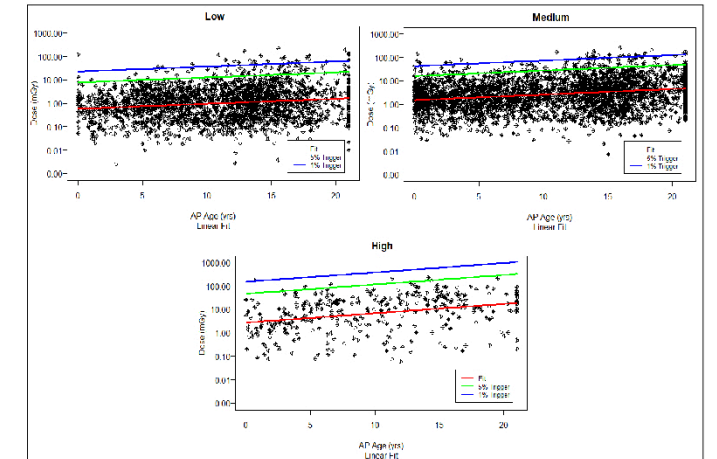 Low
1000.00
100.00
10.00
1.00
0.10
0.01
0.00
Dose (mGy)
0 5 10 15 20
AP Age (yrs)
Linear Fit
Fit
5% Trigger
1% Trigger
Medium
1000.00
100.00
10.00
1.00
0.10
0.01
0.00
Dose (mGy)
0 5 10 15 20
AP Age (yrs)
Linear Fit
Fit
5% Trigger
1% Trigger
High
1000.00
100.00
10.00
1.00
0.10
0.01
0.00
Dose (mGy)
0 5 10 15 20
AP Age (yrs)
Linear Fit
Fit
5% Trigger
1% Trigger